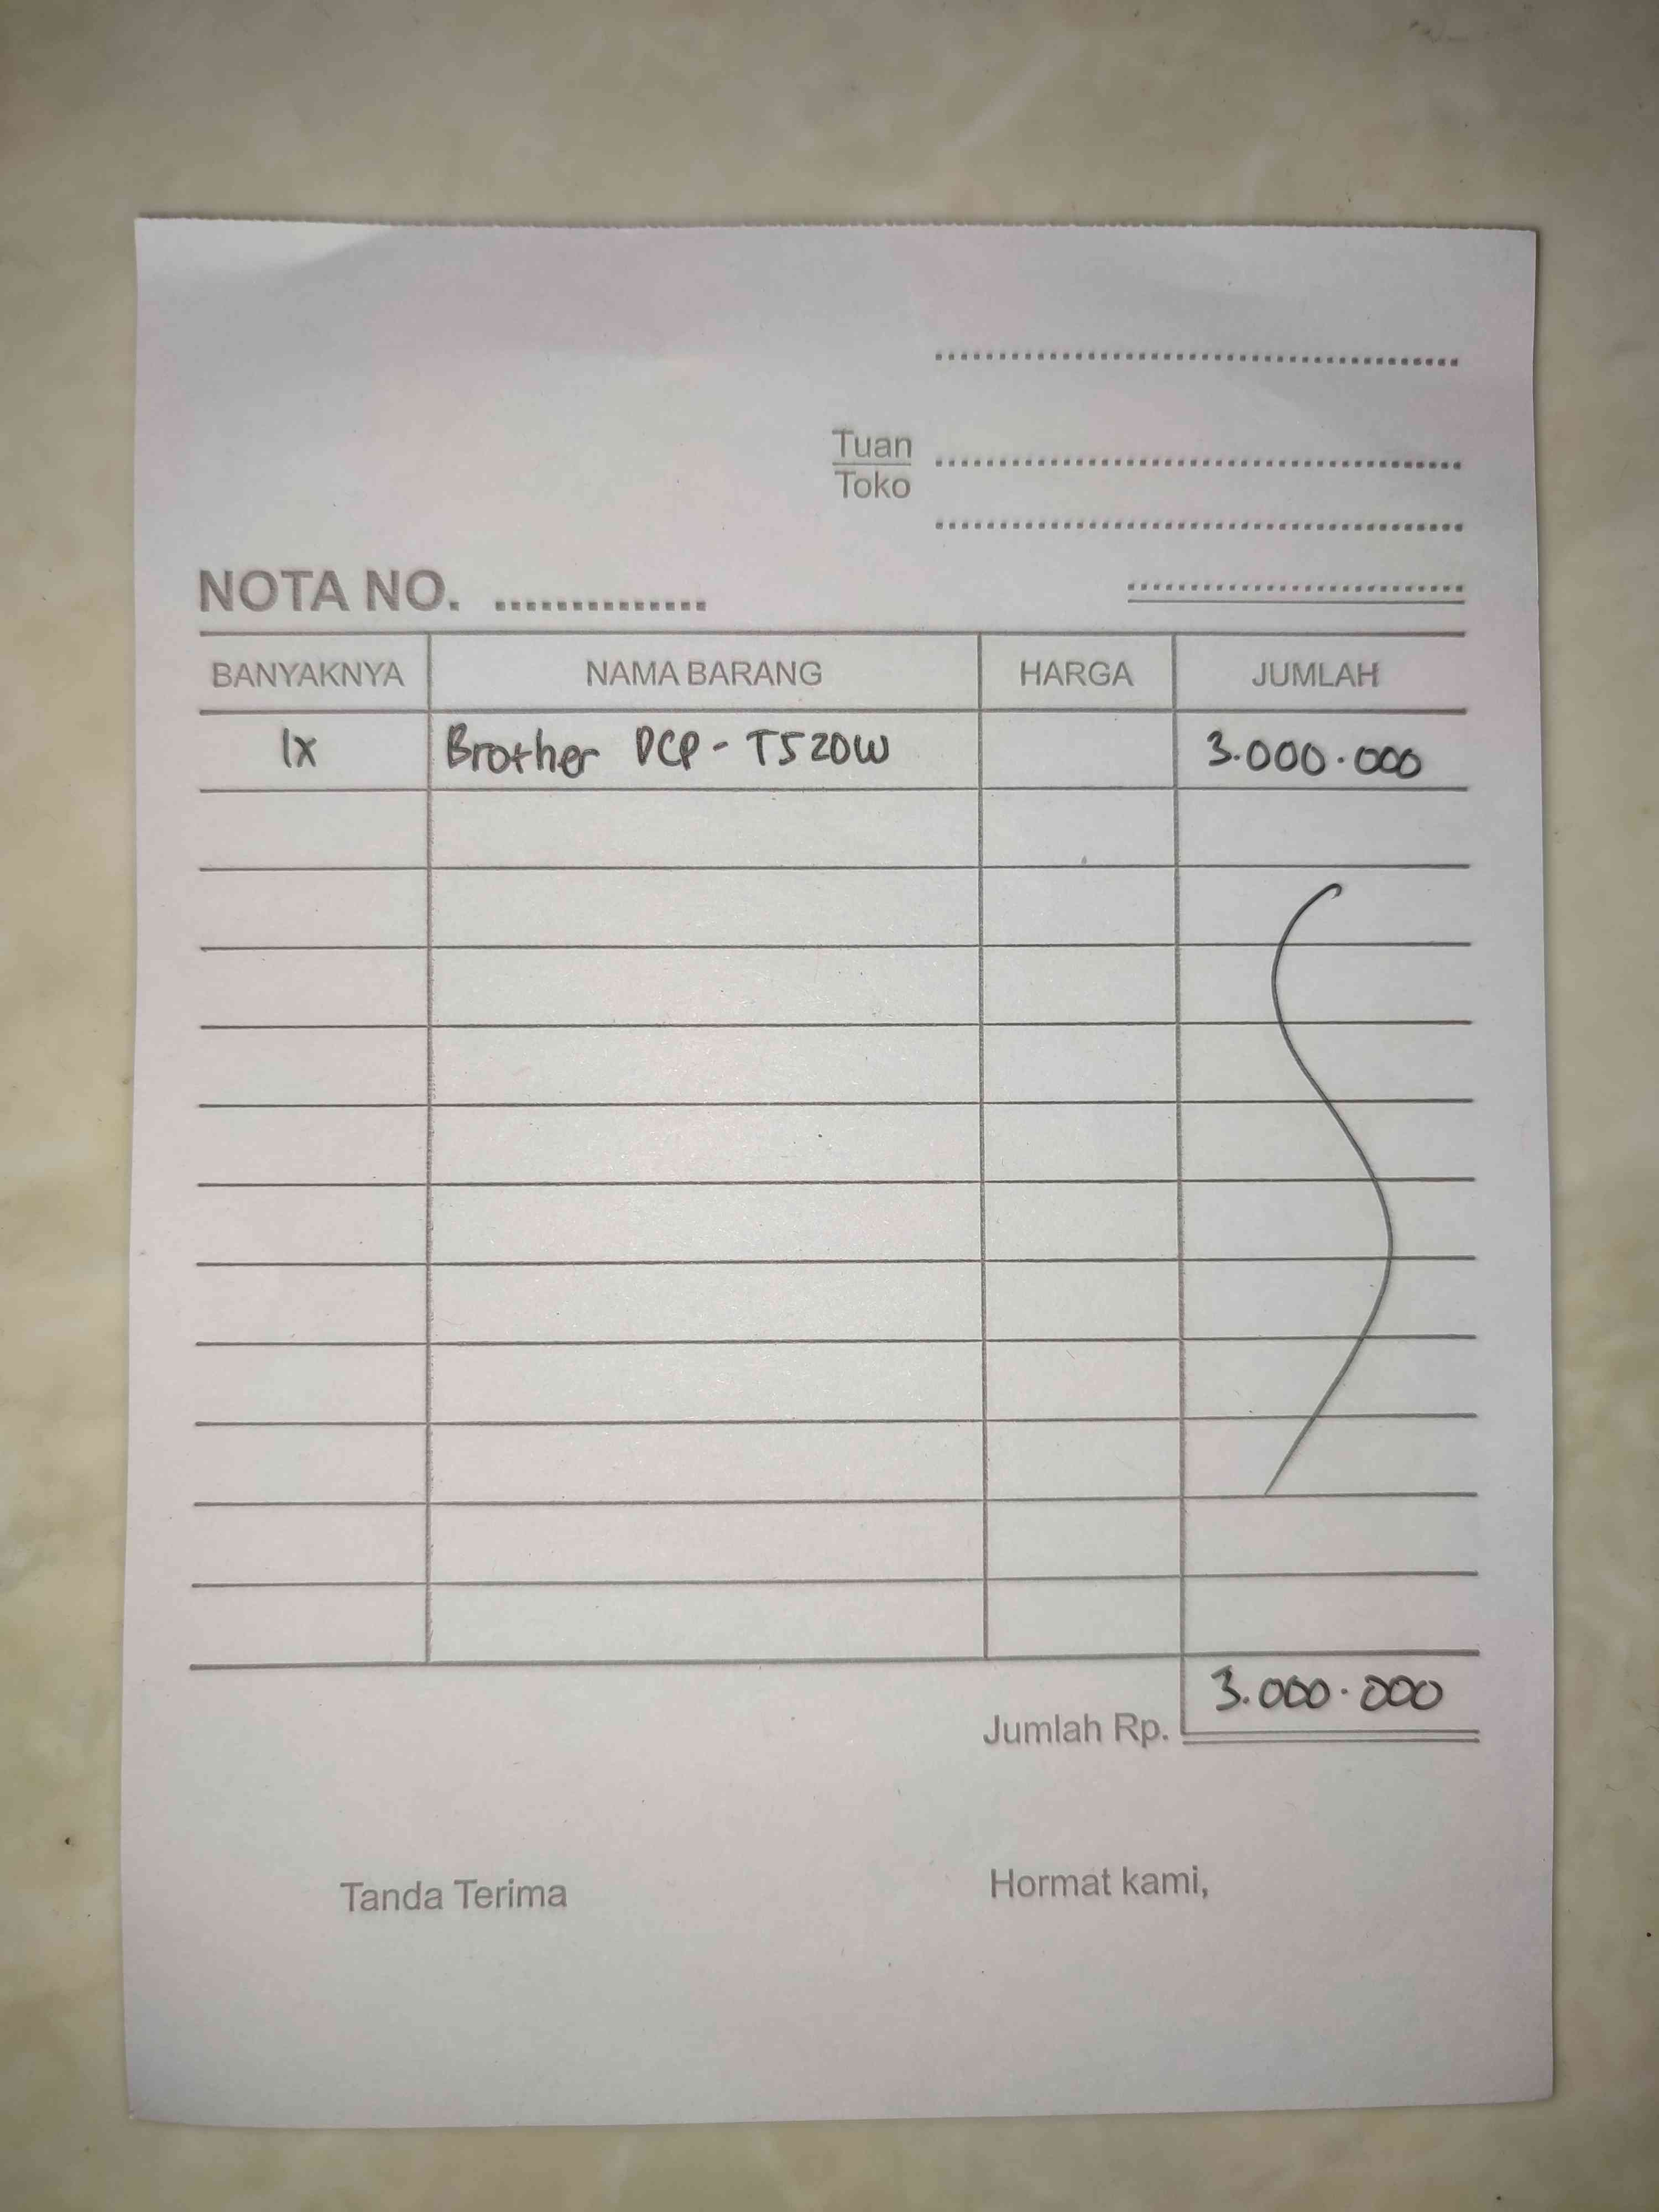 Tuan
Toko
NOTA NO. ..............
BANYAKNYA NAMA BARANG HARGA JUMLAH
1x Brother DCP - T520W 3.000.000
Jumlah Rp. 3.000.000
Tanda Terima Hormat kami,